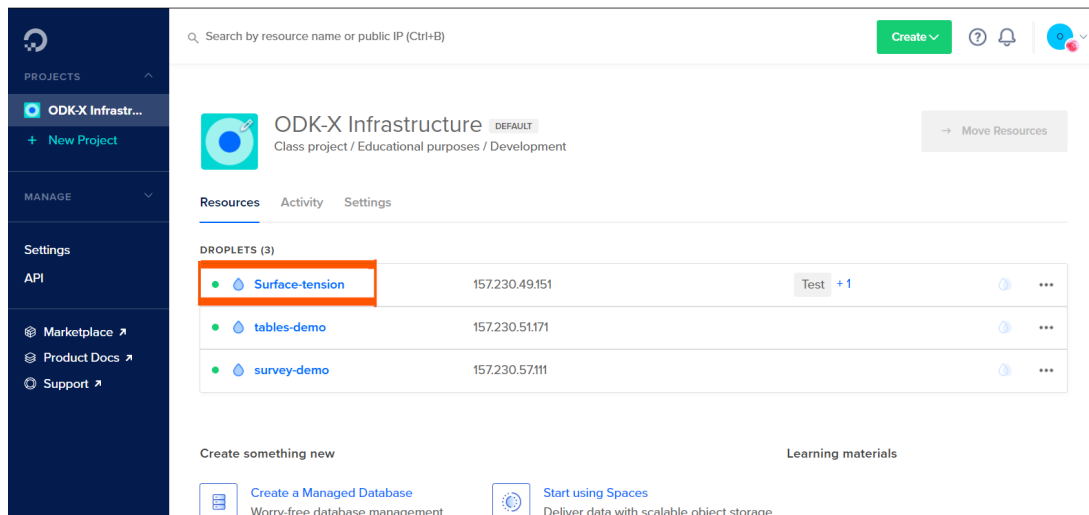 Search by resource name or public IP (Ctrl+B)
Create
PROJECTS
ODK-X Infrastr...
+ New Project
MANAGE
Settings
API
Marketplace
Product Docs
Support
ODK-X Infrastructure DEFAULT
Class project / Educational purposes / Development
→ Move Resources
Resources Activity Settings
DROPLETS (3)
Surface-tension 157.230.49.151 Test + 1
tables-demo 157.230.51.171
survey-demo 157.230.57.111
Create something new
Learning materials
Create a Managed Database
Worry-free database management
Start using Spaces
Deliver data with scalable object storage